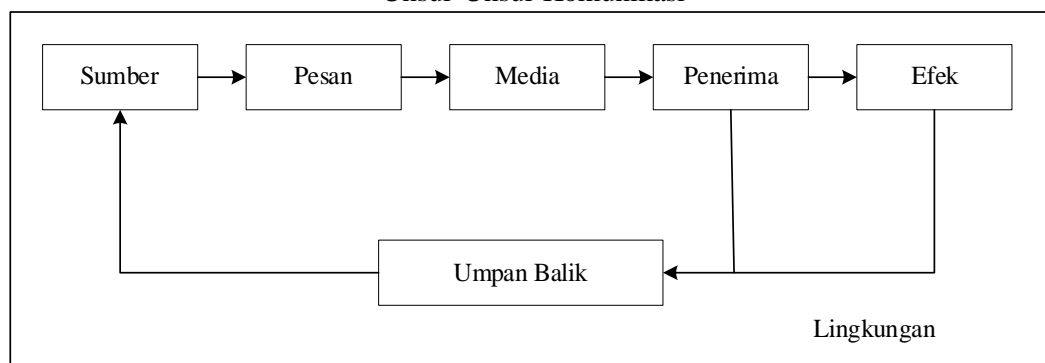 Sumber
Pesan
Media
Penerima
Efek
Umpan Balik
Lingkungan